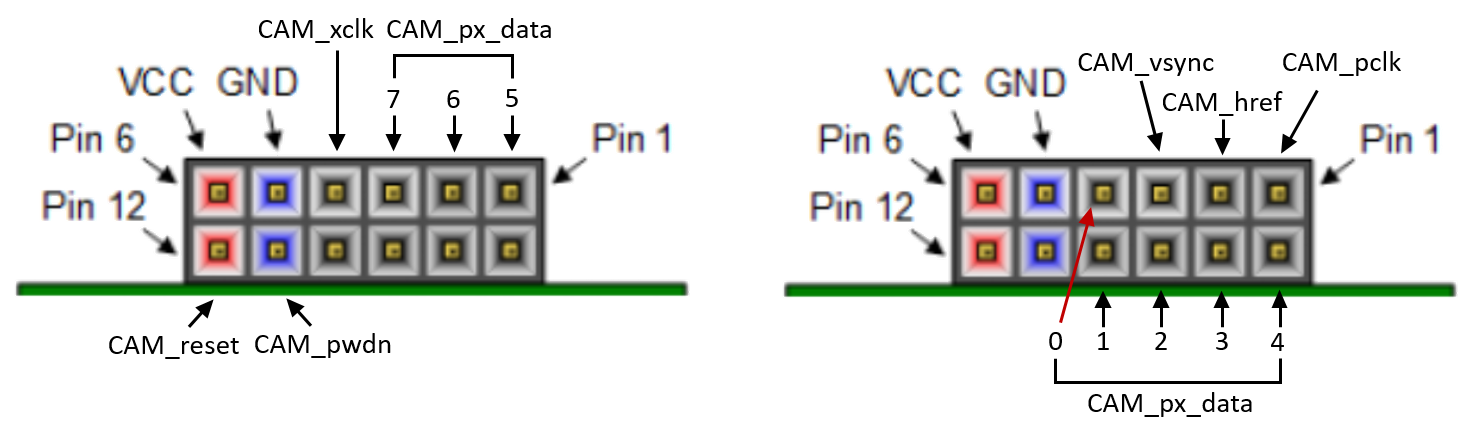 CAM_xclk CAM_px_data
VCC GND
7 6 5
Pin 6
Pin 1
Pin 12
CAM_reset CAM_pwdn
CAM_vsync CAM_pclk
VCC GND
CAM_href
Pin 6
Pin 1
Pin 12
0 1 2 3 4
CAM_px_data